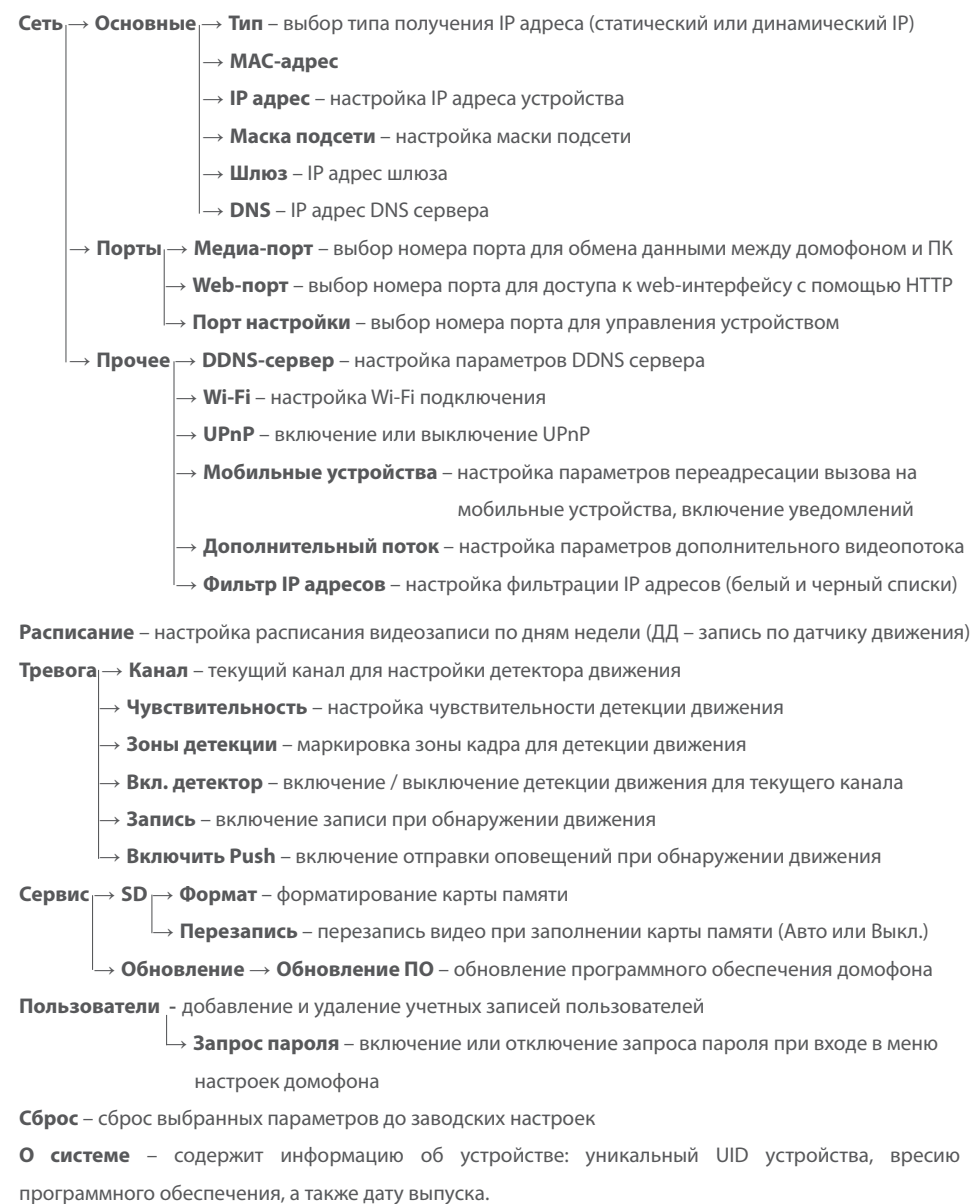 Сеть → Основные → Тип – выбор типа получения IP адреса (статический или динамический IP)
→ MAC-адрес
→ IP адрес – настройка IP адреса устройства
→ Маска подсети – настройка маски подсети
→ Шлюз – IP адрес шлюза
→ DNS – IP адрес DNS сервера
→ Порты → Медиа-порт – выбор номера порта для обмена данными между домофоном и ПК
→ Web-порт – выбор номера порта для доступа к web-интерфейсу с помощью HTTP
→ Порт настройки – выбор номера порта для управления устройством
→ Прочее → DDNS-сервер – настройка параметров DDNS сервера
→ Wi-Fi – настройка Wi-Fi подключения
→ UPnP – включение или выключение UPnP
→ Мобильные устройства – настройка параметров переадресации вызова на
мобильные устройства, включение уведомлений
→ Дополнительный поток – настройка параметров дополнительного видеопотока
→ Фильтр IP адресов – настройка фильтрации IP адресов (белый и черный списки)
Расписание – настройка расписания видеозаписи по дням недели (ДД – запись по датчику движения)
Тревога → Канал – текущий канал для настройки детектора движения
→ Чувствительность – настройка чувствительности детекции движения
→ Зоны детекции – маркировка зоны кадра для детекции движения
→ Вкл. детектор – включение / выключение детекции движения для текущего канала
→ Запись – включение записи при обнаружении движения
→ Включить Push – включение отправки оповещений при обнаружении движения
Сервис → SD → Формат – форматирование карты памяти
→ Перезапись – перезапись видео при заполнении карты памяти (Авто или Выкл.)
→ Обновление → Обновление ПО – обновление программного обеспечения домофона
Пользователи - добавление и удаление учетных записей пользователей
→ Запрос пароля – включение или отключение запроса пароля при входе в меню
настроек домофона
Сброс – сброс выбранных параметров до заводских настроек
О системе – содержит информацию об устройстве: уникальный UID устройства, вресию
программного обеспечения, а также дату выпуска.